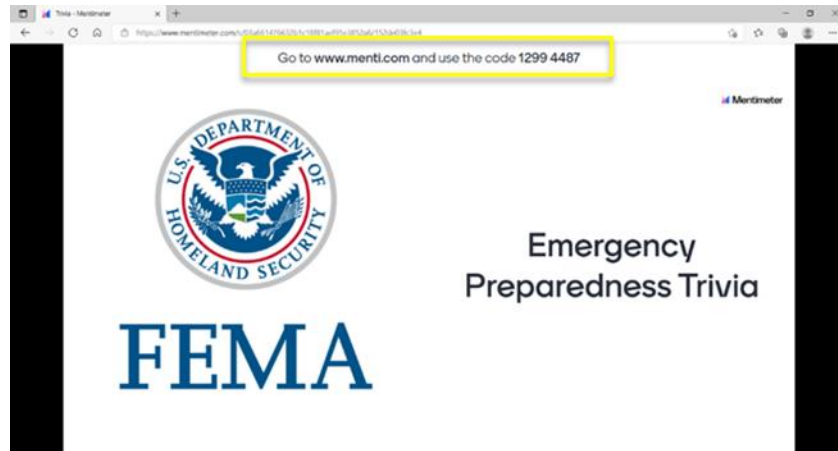 Trivia - Mentimeter
Go to www.menti.com and use the code 1299 4487
Mentimeter
U.S. DEPARTMENT OF
HOMELAND SECURITY
FEMA
Emergency
Preparedness Trivia